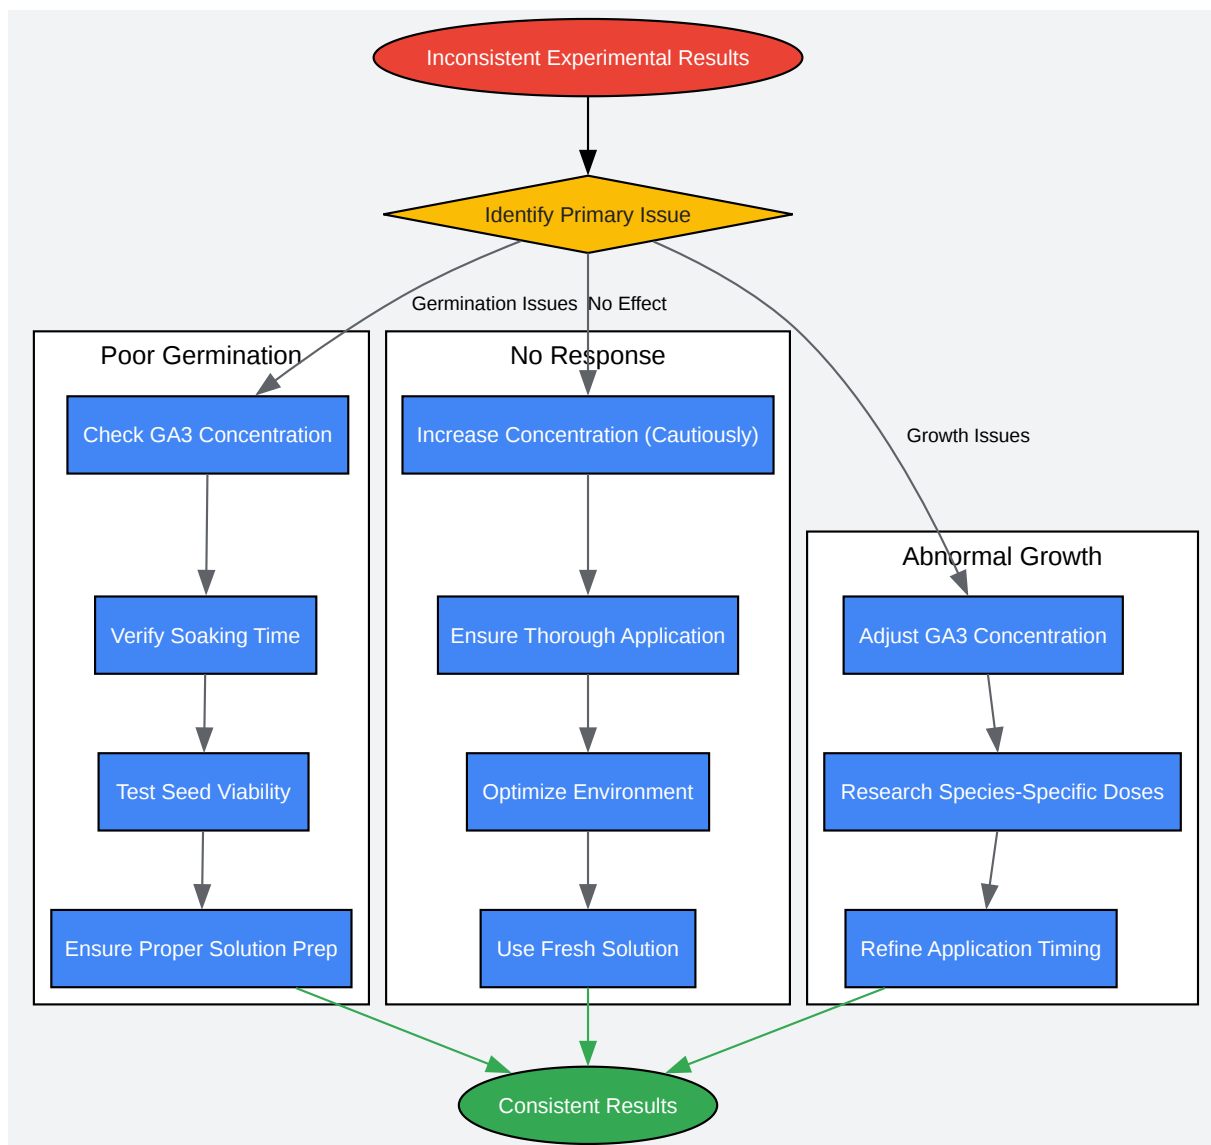 Inconsistent Experimental Results
Identify Primary Issue
Germination Issues
No Effect
Growth Issues
Poor Germination
Check GA3 Concentration
Verify Soaking Time
Test Seed Viability
Ensure Proper Solution Prep
No Response
Increase Concentration (Cautiously)
Ensure Thorough Application
Optimize Environment
Use Fresh Solution
Abnormal Growth
Adjust GA3 Concentration
Research Species-Specific Doses
Refine Application Timing
Consistent Results